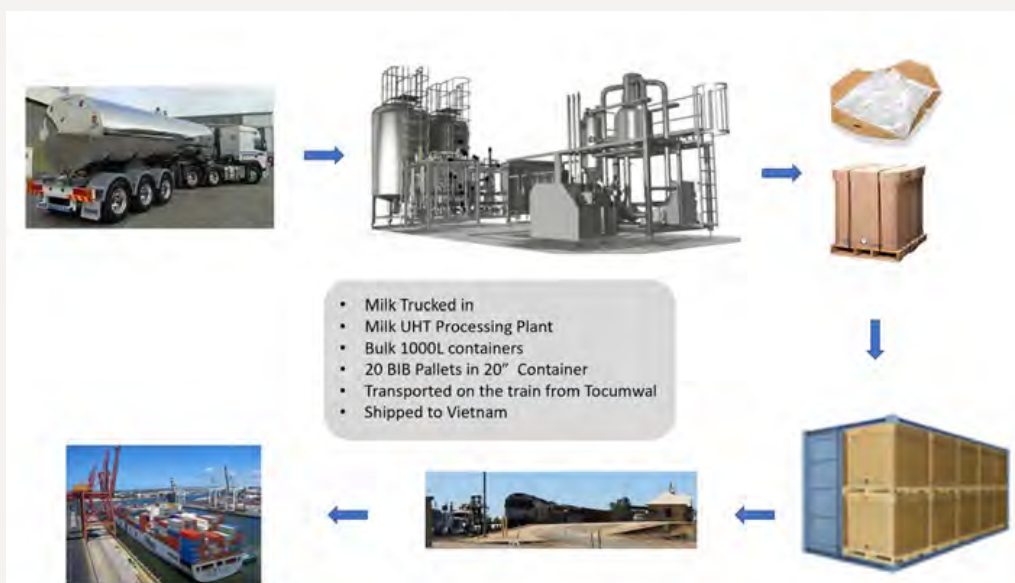 Milk Trucked in
Milk UHT Processing Plant
Bulk 1000L containers
20 BIB Pallets in 20” Container
Transported on the train from Tocumwal
Shipped to Vietnam